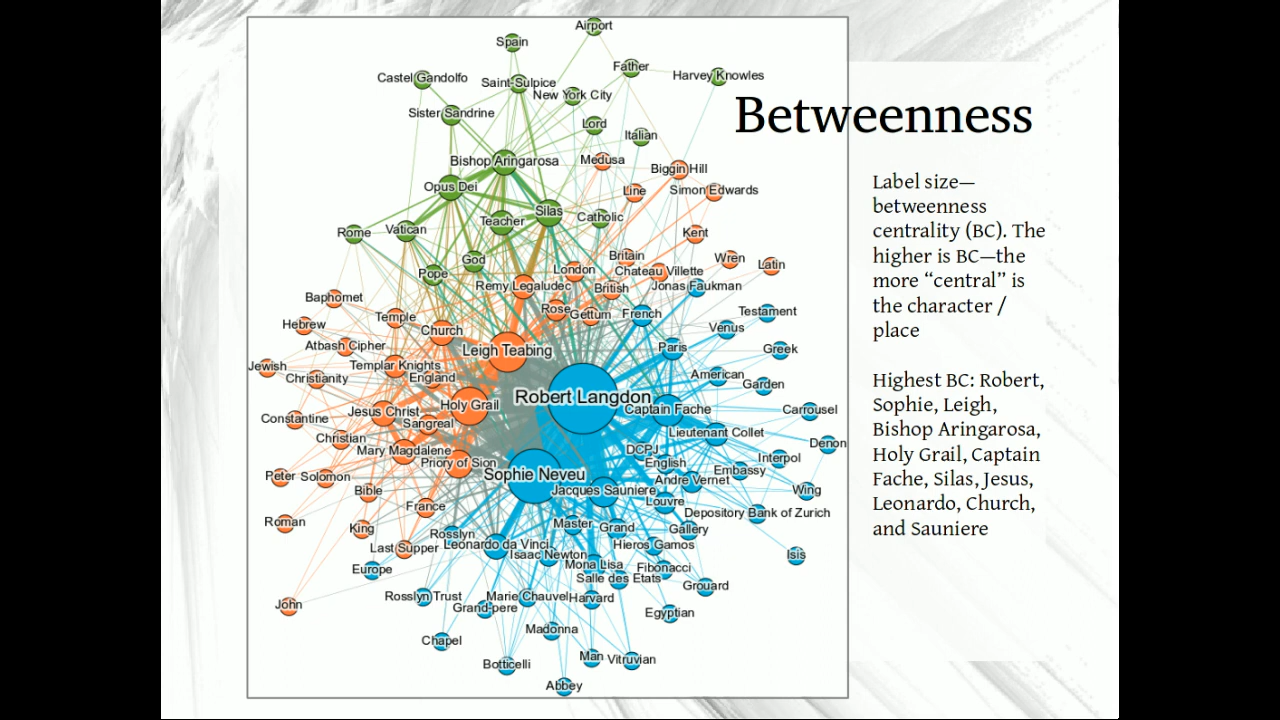 Airport
Spain
Father
Castel Gandolfo
Saint-Sulpice
Harvey Knowles
New York City
Sister Sandrine
Lord
Italian
Betweenness
Bishop Aringarosa
Medusa
Biggin Hill
Opus Dei
Line
Simon Edwards
Teacher
Silas
Catholic
Rome
Vatican
Kent
God
Pope
London
Britain
Chateau Villette
Wren
Latin
Remy Legaludec
British
Jonas Faukman
Baphomet
Temple
Rose
Gettum
French
Testament
Hebrew
Church
Venus
Atbash Cipher
Leigh Teabing
Paris
Greek
Jewish
Templar Knights
Christianity
England
American
Garden
Robert Langdon
Jesus Christ
Holy Grail
Captain Fache
Carrousel
Constantine
Sangreal
Lieutenant Collet
Christian
Denon
Mary Magdalene
DCPJ
Priory of Sion
English
Interpol
Peter
Solomon
Sophie Neveu
Embassy
Andre Vernet
Bible
Jacques Sauniere
Wing
France
Louvre
Depository Bank of Zurich
Roman
King
Master
Grand
Gallery
Rosslyn
Last Supper
Leonardo da Vinci
Hieros Gamos
Isaac Newton
Isis
Europe
Mona Lisa
Fibonacci
Salle des Etats
Grouard
Rosslyn Trust
Marie Chauvel
Harvard
John
Grand-pere
Egyptian
Madonna
Chapel
Botticelli
Man
Vitruvian
Abbey
Label size—
betweenness
centrality (BC). The
higher is BC—the
more “central” is
the character /
place
Highest BC: Robert,
Sophie, Leigh,
Bishop Aringarosa,
Holy Grail, Captain
Fache, Silas, Jesus,
Leonardo, Church,
and Sauniere